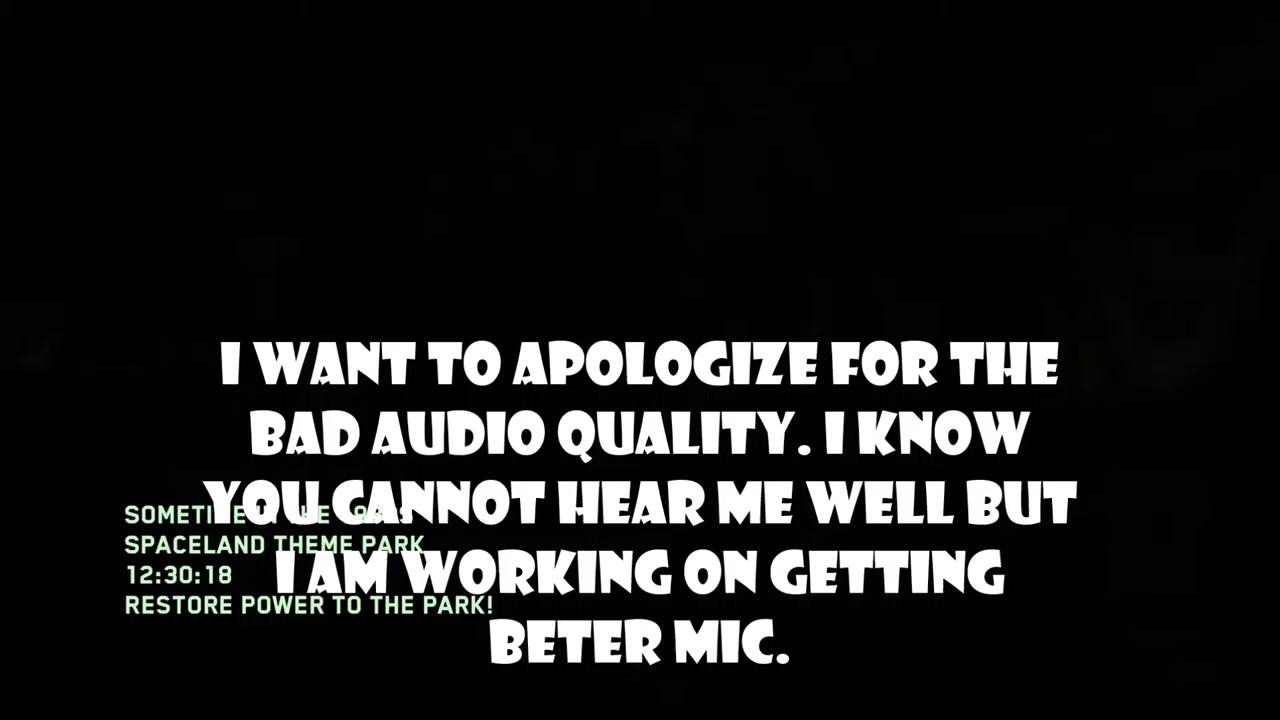 I WANT TO APOLOGIZE FOR THE
BAD AUDIO QUALITY. I KNOW
YOU CANNOT HEAR ME WELL BUT
I AM WORKING ON GETTING
BETER MIC.
SPACELAND THEME PARK
12:30:18
RESTORE POWER TO THE PARK!